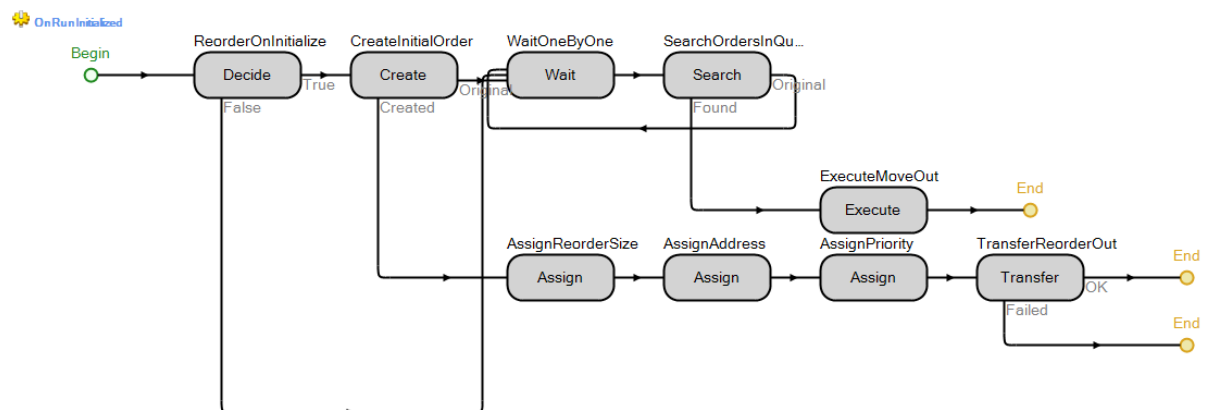 OnRunInitialized
Begin
ReorderOnInitialize
CreateInitialOrder
WaitOneByOne
SearchOrdersInQu...
Decide
Create
Wait
Search
True
Original
Original
False
Created
Found
ExecuteMoveOut
End
Execute
AssignReorderSize
AssignAddress
AssignPriority
TransferReorderOut
End
Assign
Assign
Assign
Transfer
OK
Failed
End